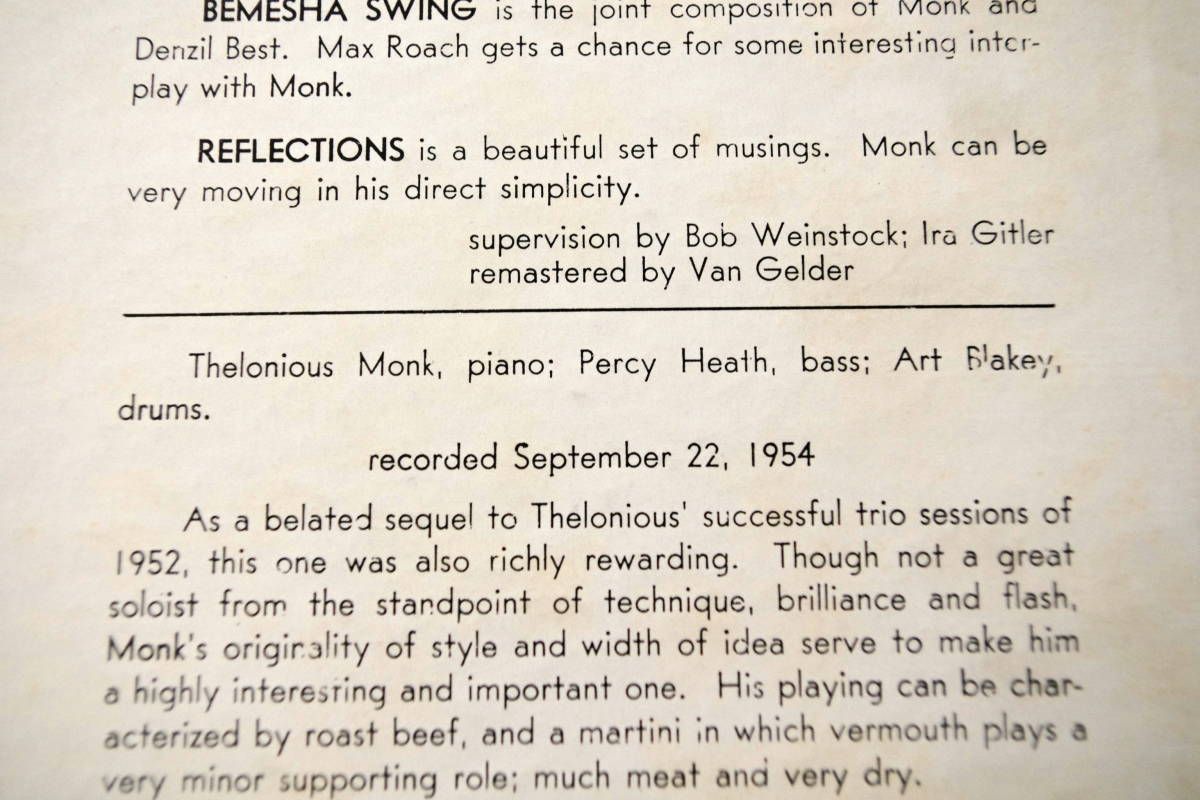 BEMESHA SWING is the joint composition of Monk and
Denzil Best. Max Roach gets a chance for some interesting inter-
play with Monk.
REFLECTIONS is a beautiful set of musings. Monk can be
very moving in his direct simplicity.
supervision by Bob Weinstock; Ira Gitler
remastered by Van Gelder
Thelonious Monk, piano; Percy Heath, bass; Art Blakey,
drums.
recorded September 22, 1954
As a belated sequel to Thelonious' successful trio sessions of
1952, this one was also richly rewarding. Though not a great
soloist from the standpoint of technique, brilliance and flash,
Monk's originality of style and width of idea serve to make him
a highly interesting and important one. His playing can be char-
acterized by roast beef, and a martini in which vermouth plays a
very minor supporting role; much meat and very dry.